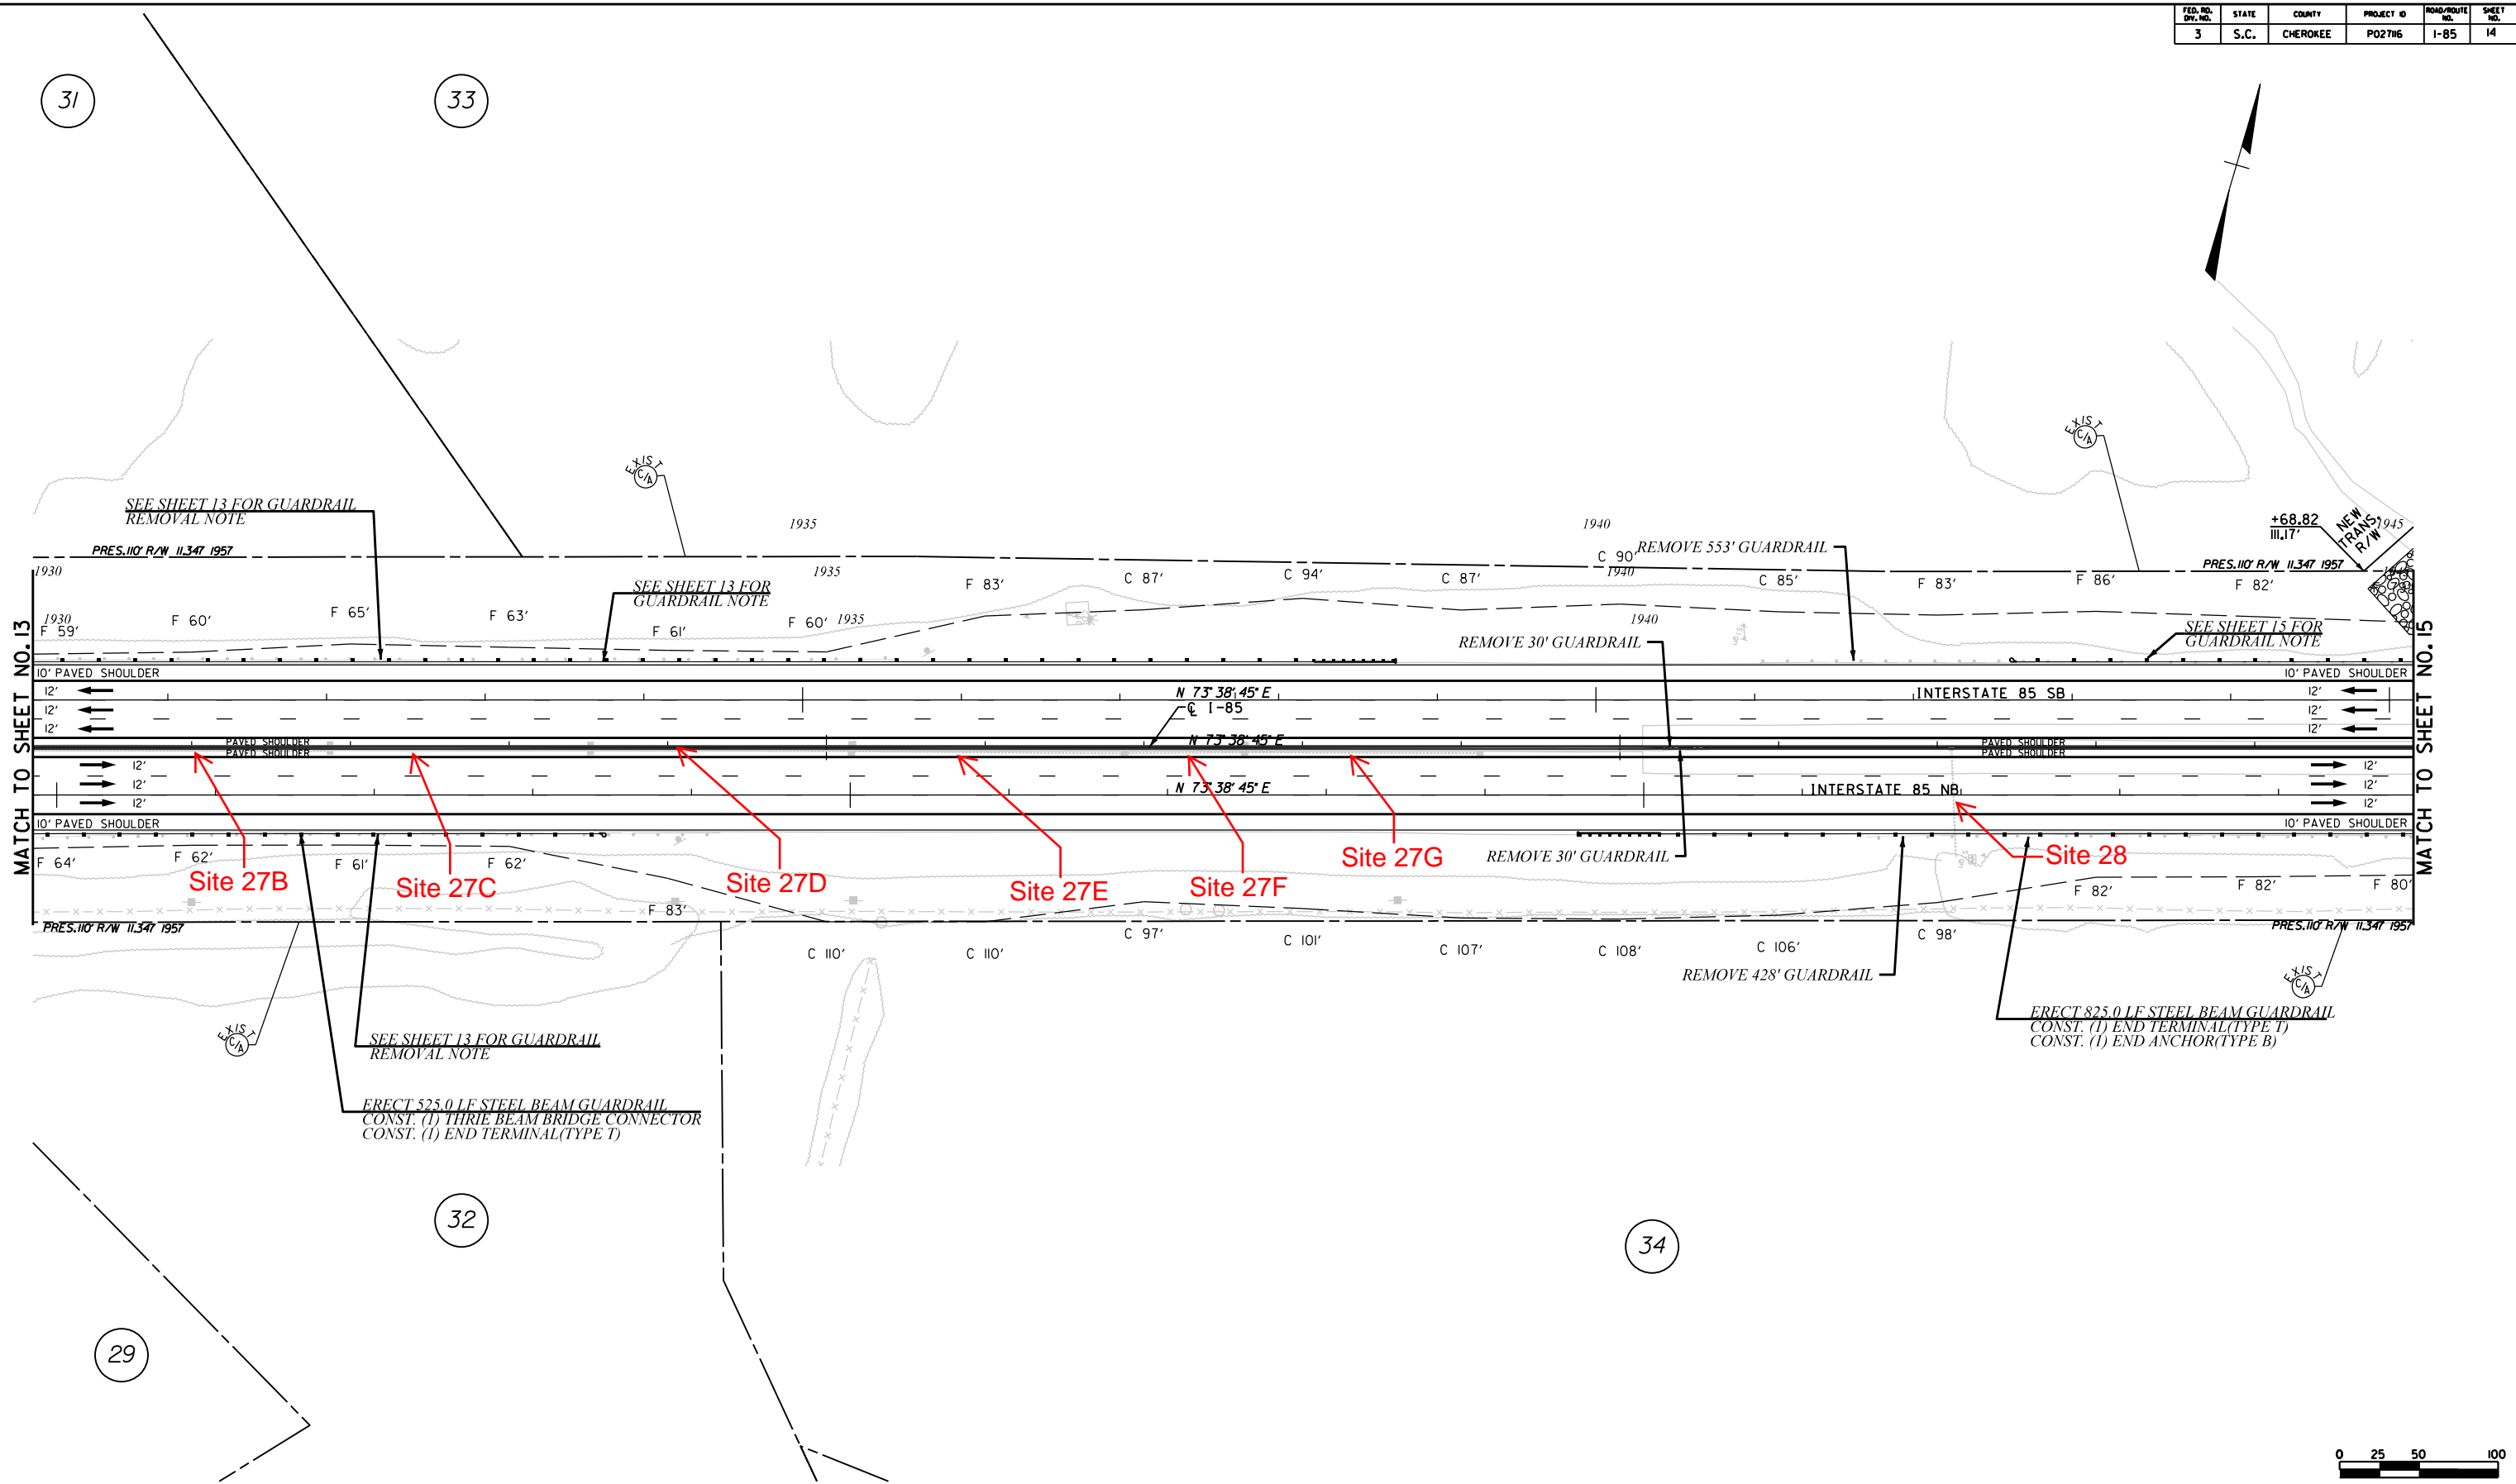 FED. RD. DIV. NO. STATE COUNTY PROJECT ID ROAD/ROUTE NO. SHEET NO.
3 S.C. CHEROKEE P027116 I-85 14
31
33
EXIST C/A
EXIST C/A
SEE SHEET 13 FOR GUARDRAIL
REMOVAL NOTE
1935
1940
1945
+68.82
111.17'
NEW
TRANS.
R/W
PRES.110' R/W 11.347 1957
REMOVE 553' GUARDRAIL
PRES.110' R/W 11.347 1957
1930
1935
1940
SEE SHEET 13 FOR
GUARDRAIL NOTE
F 83'
C 87'
C 94'
C 87'
C 90'
C 85'
F 83'
F 86'
F 82'
1930
1935
1940
F 59'
F 60'
F 65'
F 63'
F 61'
F 60'
REMOVE 30' GUARDRAIL
SEE SHEET 15 FOR
GUARDRAIL NOTE
MATCH TO SHEET NO. 13
MATCH TO SHEET NO. 15
10' PAVED SHOULDER
10' PAVED SHOULDER
12'
12'
12'
N 73° 38' 45" E
INTERSTATE 85 SB
12'
12'
12'
℄ I-85
PAVED SHOULDER
PAVED SHOULDER
N 73° 38' 45" E
PAVED SHOULDER
PAVED SHOULDER
12'
12'
12'
N 73° 38' 45" E
INTERSTATE 85 NB
12'
12'
12'
10' PAVED SHOULDER
10' PAVED SHOULDER
F 64'
F 62'
F 61'
F 62'
REMOVE 30' GUARDRAIL
Site 27B
Site 27C
Site 27D
Site 27E
Site 27F
Site 27G
Site 28
F 83'
F 82'
F 82'
F 80'
PRES.110' R/W 11.347 1957
PRES.110' R/W 11.347 1957
C 110'
C 110'
C 97'
C 101'
C 107'
C 108'
C 106'
C 98'
REMOVE 428' GUARDRAIL
EXIST C/A
EXIST C/A
SEE SHEET 13 FOR GUARDRAIL
REMOVAL NOTE
ERECT 825.0 LF STEEL BEAM GUARDRAIL
CONST. (1) END TERMINAL(TYPE T)
CONST. (1) END ANCHOR(TYPE B)
ERECT 525.0 LF STEEL BEAM GUARDRAIL
CONST. (1) THRIE BEAM BRIDGE CONNECTOR
CONST. (1) END TERMINAL(TYPE T)
32
34
29
0 25 50 100